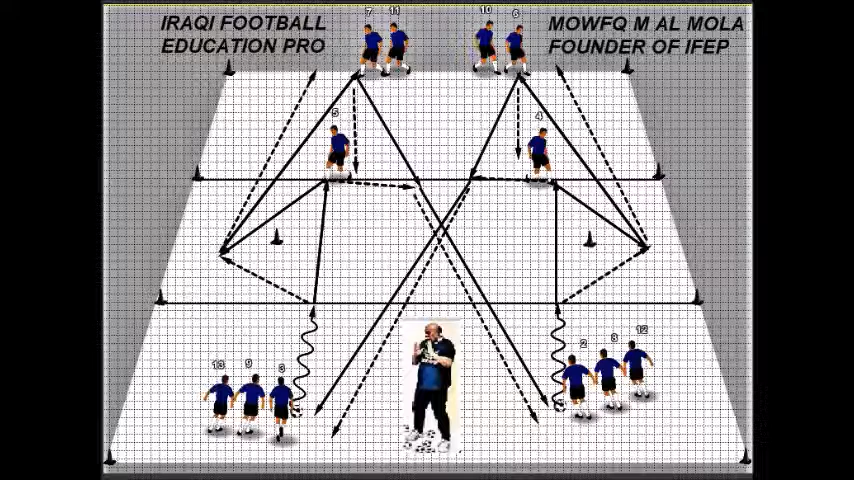 IRAQI FOOTBALL
EDUCATION PRO
MOWFQ M AL MOLA
FOUNDER OF IFEP
7 11 10 6
5 4
13 9 3 2 8 12